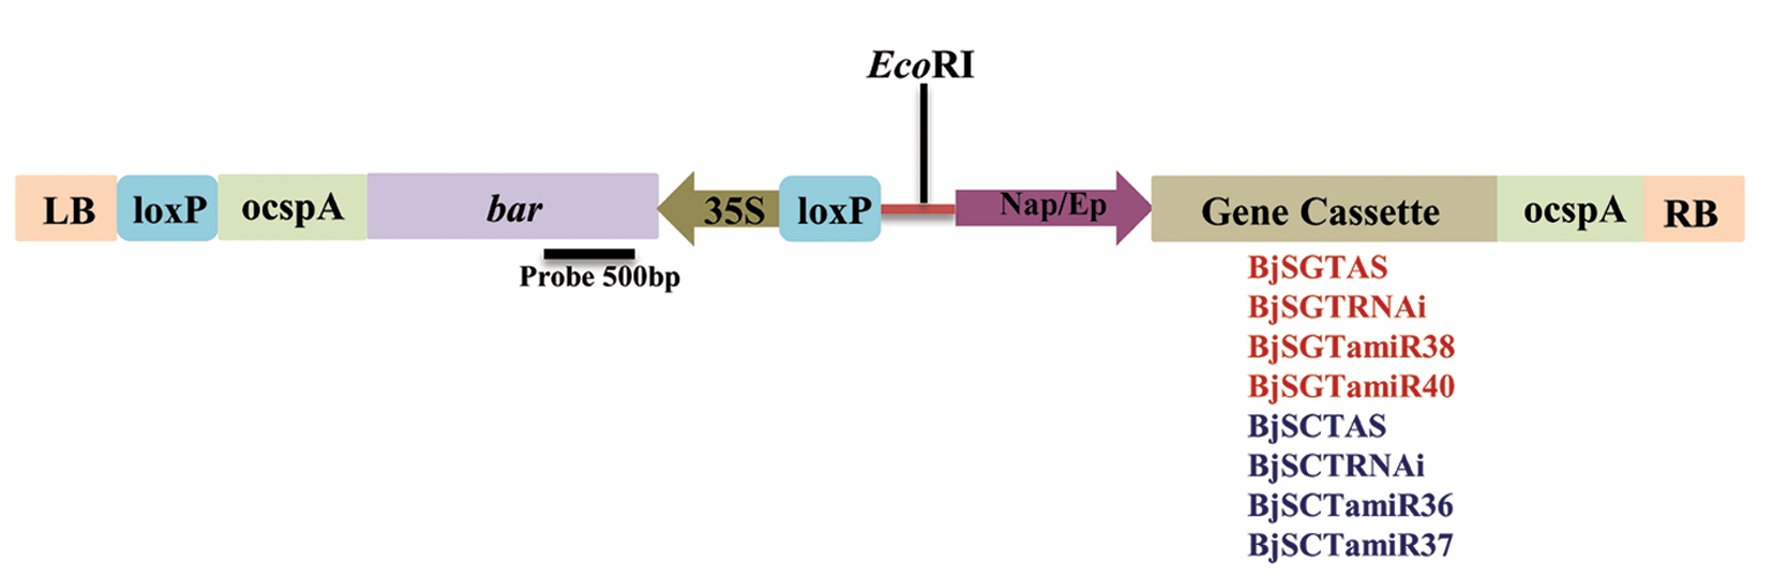 EcoRI
LB loxP ocspA bar 35S loxP Nap/Ep Gene Cassette ocspA RB
Probe 500bp
BjSGTAS
BjSGTRNAi
BjSGTamiR38
BjSGTamiR40
BjSCTAS
BjSCTRNAi
BjSCTamiR36
BjSCTamiR37